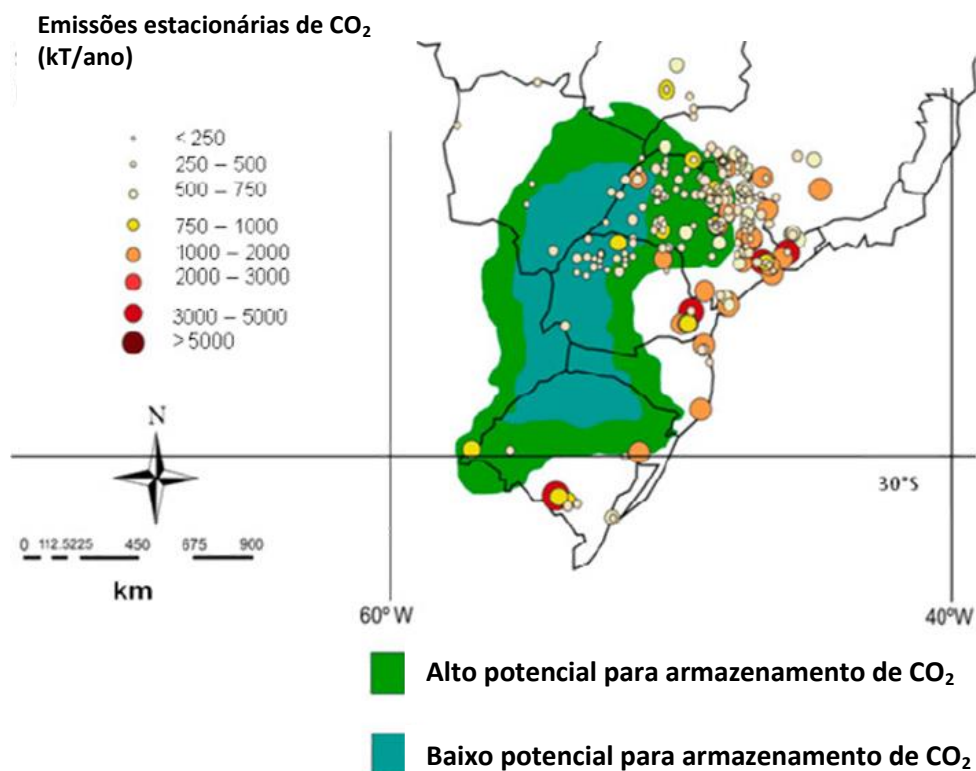 Emissões estacionárias de CO₂
(kT/ano)
< 250
250 – 500
500 – 750
750 – 1000
1000 – 2000
2000 – 3000
3000 – 5000
> 5000
N
30°S
0 112.5225 450 675 900
km
60º W
40º W
Alto potencial para armazenamento de CO₂
Baixo potencial para armazenamento de CO₂